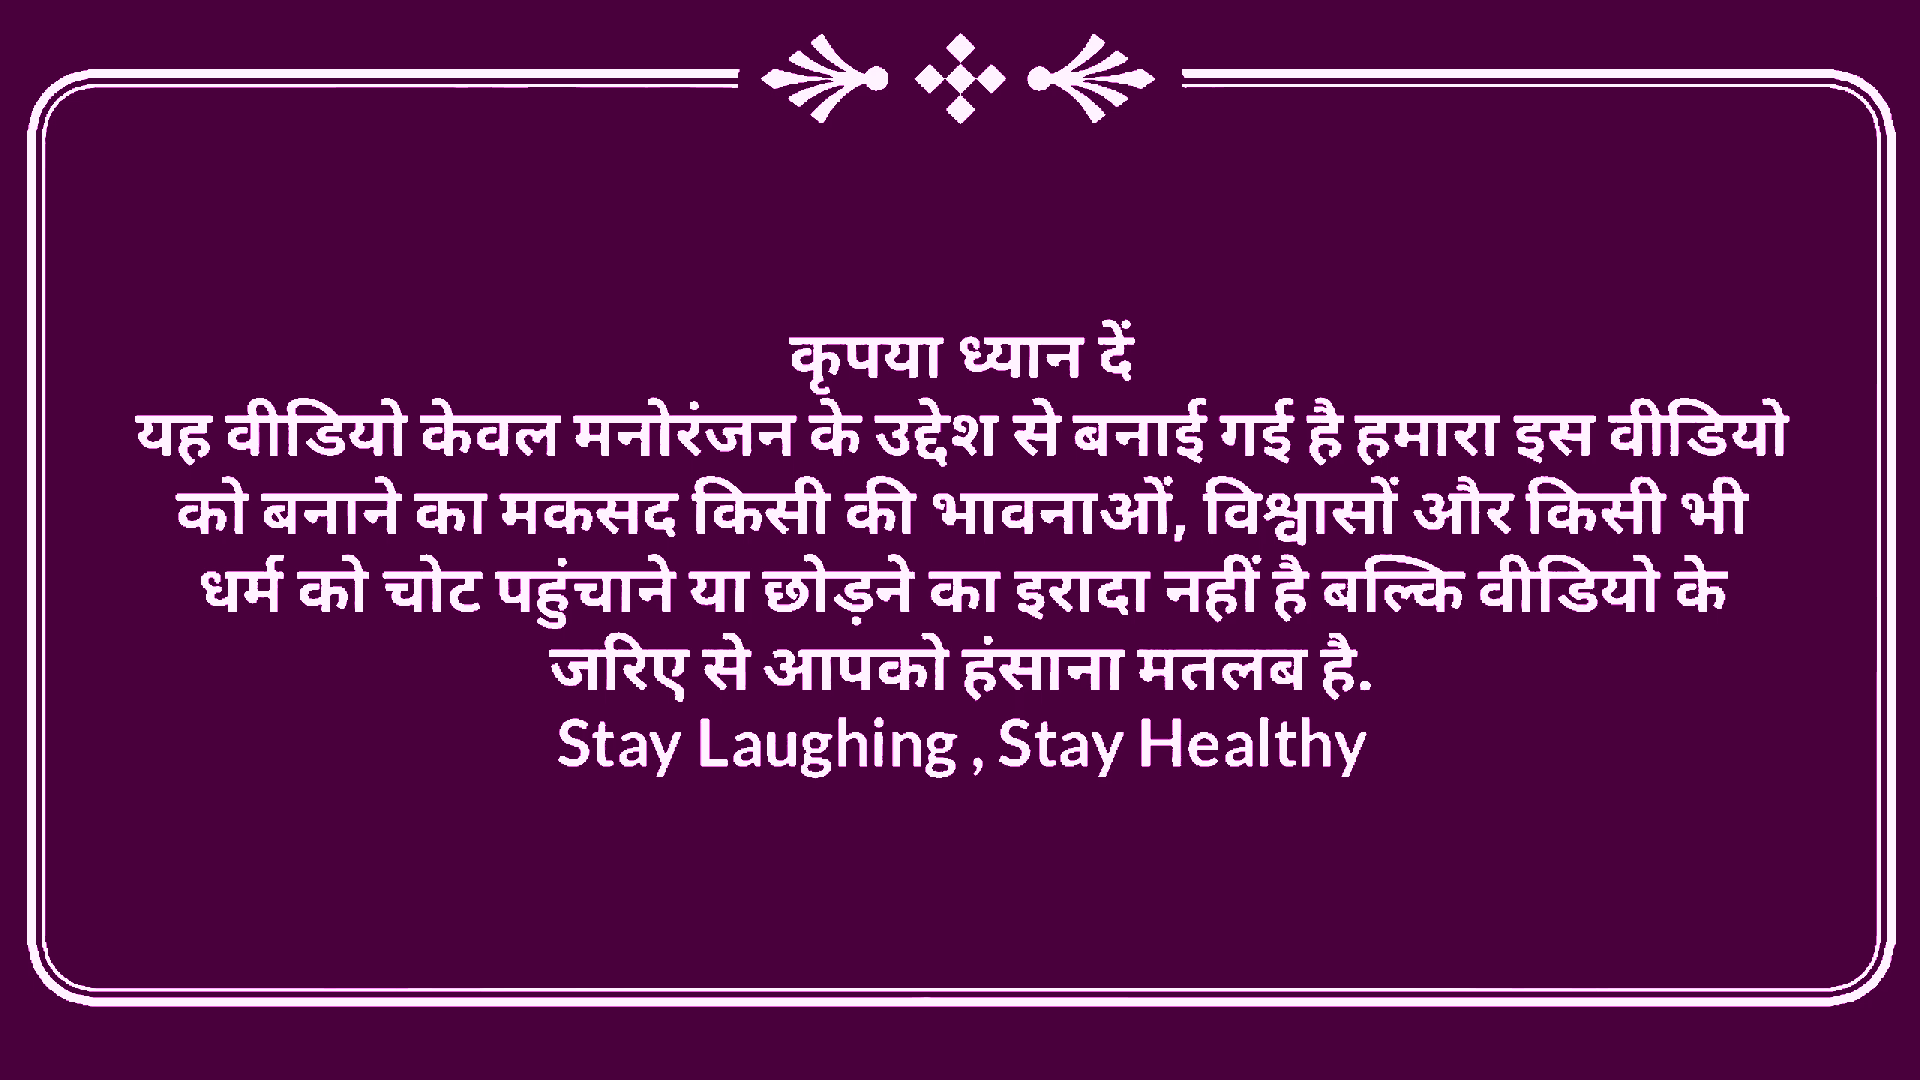 कृपया ध्यान दें
यह वीडियो केवल मनोरंजन के उद्देश से बनाई गई है हमारा इस वीडियो
को बनाने का मकसद किसी की भावनाओं, विश्वासों और किसी भी
धर्म को चोट पहुंचाने या छोड़ने का इरादा नहीं है बल्कि वीडियो के
जरिए से आपको हंसाना मतलब है.
Stay Laughing , Stay Healthy